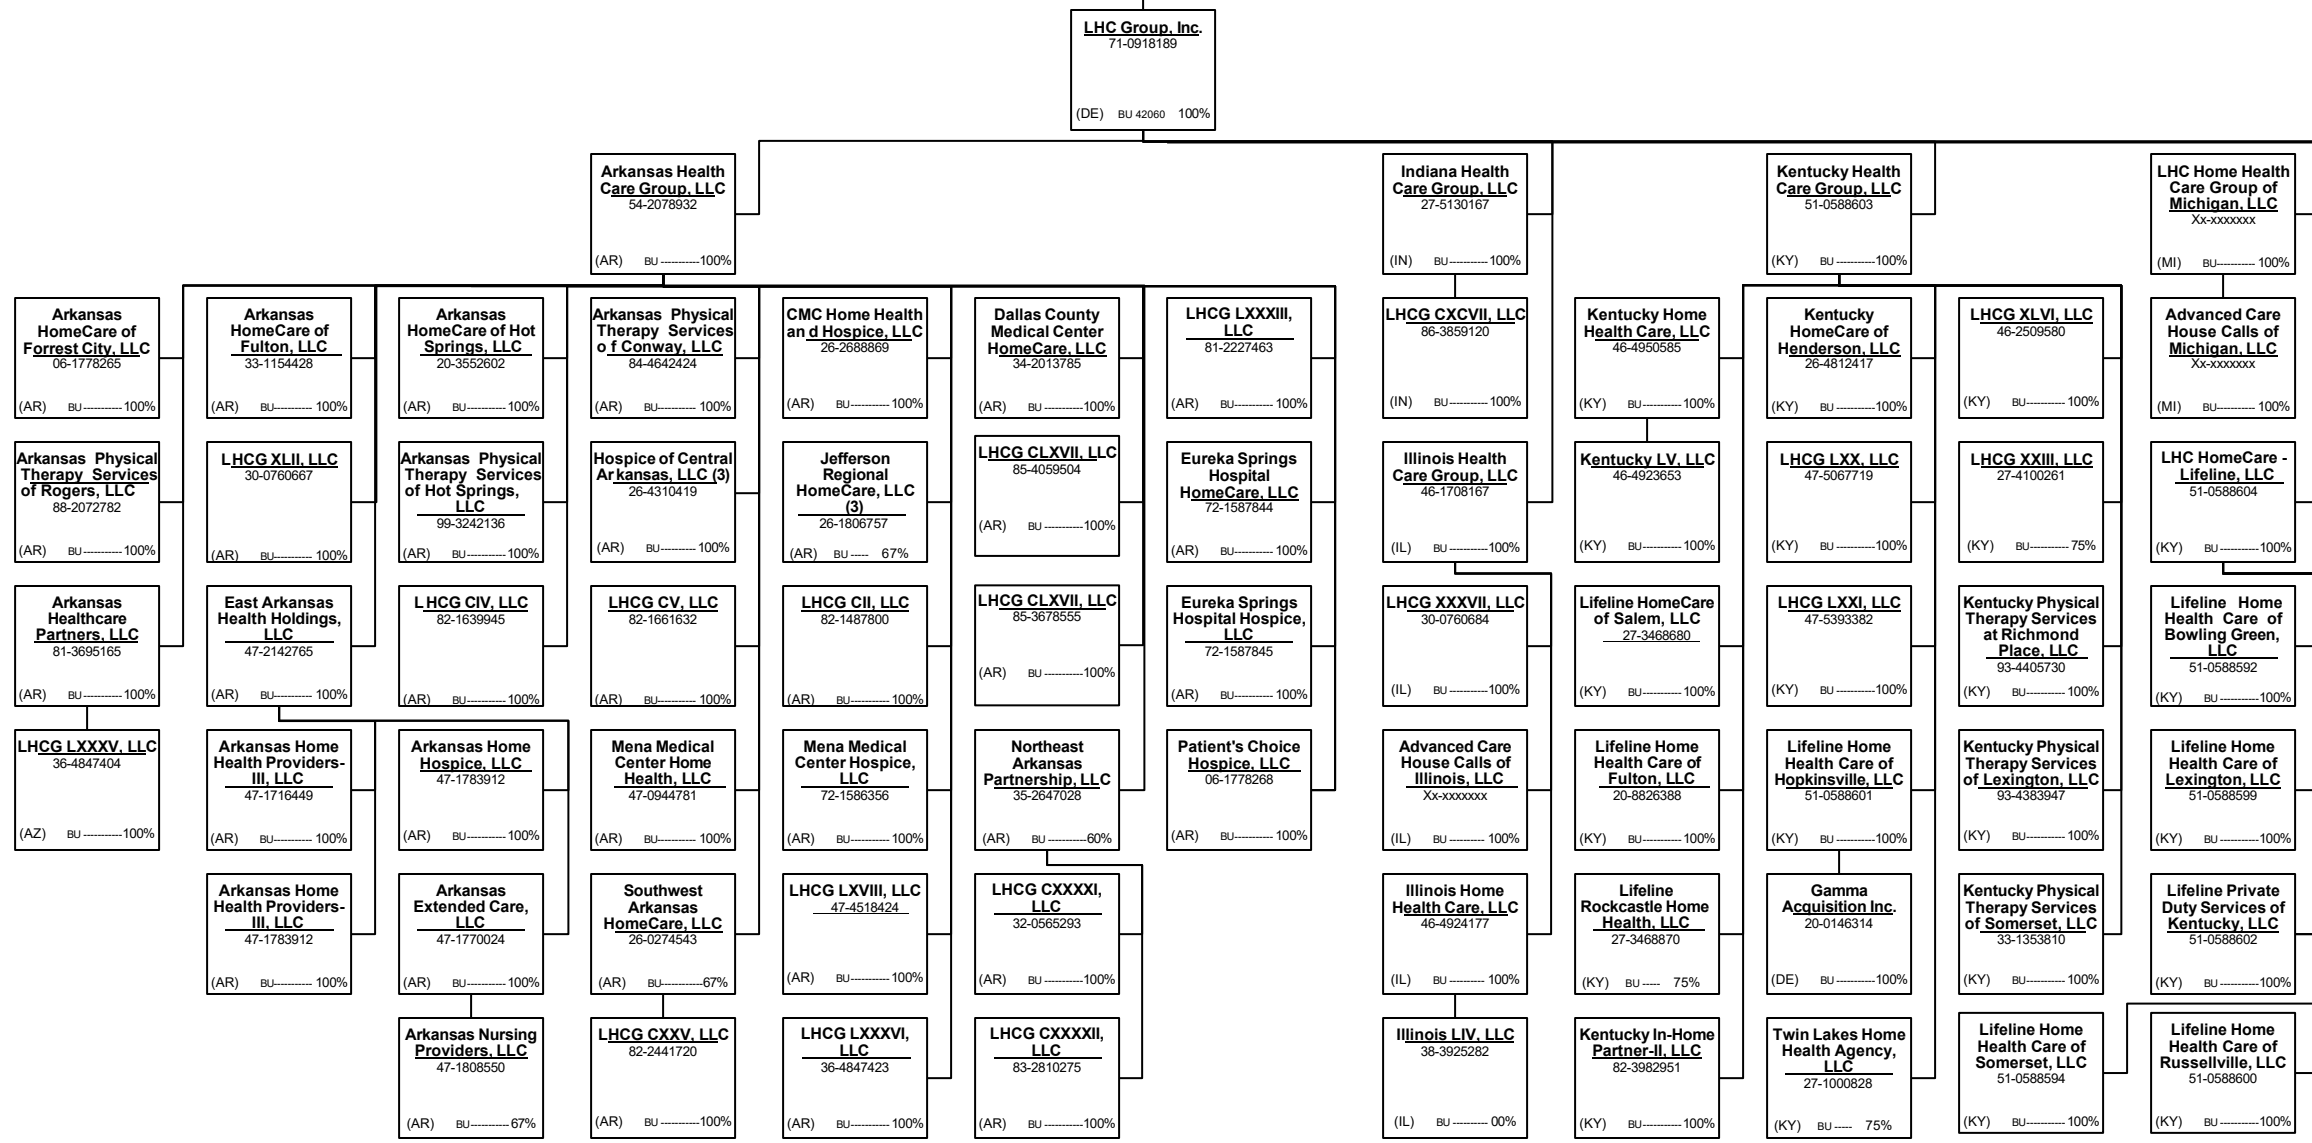 LHC Group, Inc.
71-0918189
(DE) BU 42060 100%
Arkansas Health
Care Group, LLC
54-2078932
(AR) BU -----------100%
Indiana Health
Care Group, LLC
27-5130167
(IN) BU----------- 100%
Kentucky Health
Care Group, LLC
51-0588603
(KY) BU -----------100%
LHC Home Health
Care Group of
Michigan, LLC
Xx-xxxxxxx
(MI) BU----------- 100%
Arkansas
HomeCare of
Forrest City, LLC
06-1778265
(AR) BU -----------100%
Arkansas
HomeCare of
Fulton, LLC
33-1154428
(AR) BU----------- 100%
Arkansas
HomeCare of Hot
Springs, LLC
20-3552602
(AR) BU----------- 100%
Arkansas Physical
Therapy Services
of Conway, LLC
84-4642424
(AR) BU----------- 100%
CMC Home Health
and Hospice, LLC
26-2688869
(AR) BU----------- 100%
Dallas County
Medical Center
HomeCare, LLC
34-2013785
(AR) BU -----------100%
LHCG LXXXIII,
LLC
81-2227463
(AR) BU----------- 100%
LHCG CXCVII, LLC
86-3859120
(IN) BU----------- 100%
Kentucky Home
Health Care, LLC
46-4950585
(KY) BU-----------100%
Kentucky
HomeCare of
Henderson, LLC
26-4812417
(KY) BU -----------100%
LHCG XLVI, LLC
46-2509580
(KY) BU----------- 100%
Advanced Care
House Calls of
Michigan, LLC
Xx-xxxxxxx
(MI) BU----------- 100%
Arkansas Physical
Therapy Services
of Rogers, LLC
88-2072782
(AR) BU -----------100%
LHCG XLII, LLC
30-0760667
(AR) BU----------- 100%
Arkansas Physical
Therapy Services
of Hot Springs,
LLC
99-3242136
(AR) BU----------- 100%
Hospice of Central
Arkansas, LLC (3)
26-4310419
(AR) BU---------- 100%
Jefferson
Regional
HomeCare, LLC
(3)
26-1806757
(AR) BU ----- 67%
LHCG CLXVII, LLC
85-4059504
(AR) BU -----------100%
Eureka Springs
Hospital
HomeCare, LLC
72-1587844
(AR) BU----------- 100%
Illinois Health
Care Group, LLC
46-1708167
(IL) BU -----------100%
Kentucky LV, LLC
46-4923653
(KY) BU-----------100%
LHCG LXX, LLC
47-5067719
(KY) BU -----------100%
LHCG XXIII, LLC
27-4100261
(KY) BU----------- 75%
LHC HomeCare -
Lifeline, LLC
51-0588604
(KY) BU -----------100%
Arkansas
Healthcare
Partners, LLC
81-3695165
(AR) BU -----------100%
East Arkansas
Health Holdings,
LLC
47-2142765
(AR) BU ----------- 100%
LHCG CIV, LLC
82-1639945
(AR) BU----------- 100%
LHCG CV, LLC
82-1661632
(AR) BU----------- 100%
LHCG CII, LLC
82-1487800
(AR) BU----------- 100%
LHCG CLXVII, LLC
85-3678555
(AR) BU -----------100%
Eureka Springs
Hospital Hospice,
LLC
72-1587845
(AR) BU----------- 100%
LHCG XXXVII, LLC
30-0760684
(IL) BU -----------100%
Lifeline HomeCare
of Salem, LLC
27-3468680
(KY) BU-----------100%
LHCG LXXI, LLC
47-5393382
(KY) BU -----------100%
Kentucky Physical
Therapy Services
at Richmond
Place, LLC
93-4405730
(KY) BU----------- 100%
Lifeline Home
Health Care of
Bowling Green,
LLC
51-0588592
(KY) BU -----------100%
LHCG LXXXV, LLC
36-4847404
(AZ) BU -----------100%
Arkansas Home
Health Providers-
III, LLC
47-1716449
(AR) BU----------- 100%
Arkansas Home
Hospice, LLC
47-1783912
(AR) BU----------- 100%
Mena Medical
Center Home
Health, LLC
47-0944781
(AR) BU----------- 100%
Mena Medical
Center Hospice,
LLC
72-1586356
(AR) BU----------- 100%
Northeast
Arkansas
Partnership, LLC
35-2647028
(AR) BU -----------60%
Patient's Choice
Hospice, LLC
06-1778268
(AR) BU----------- 100%
Advanced Care
House Calls of
Illinois, LLC
Xx-xxxxxxx
(IL) BU ---------- 100%
Lifeline Home
Health Care of
Fulton, LLC
20-8826388
(KY) BU-----------100%
Lifeline Home
Health Care of
Hopkinsville, LLC
51-0588601
(KY) BU -----------100%
Kentucky Physical
Therapy Services
of Lexington, LLC
93-4383947
(KY) BU----------- 100%
Lifeline Home
Health Care of
Lexington, LLC
51-0588599
(KY) BU -----------100%
Arkansas Home
Health Providers-
III, LLC
47-1783912
(AR) BU----------- 100%
Arkansas
Extended Care,
LLC
47-1770024
(AR) BU----------- 100%
Southwest
Arkansas
HomeCare, LLC
26-0274543
(AR) BU------------67%
LHCG LXVIII, LLC
47-4518424
(AR) BU----------- 100%
LHCG CXXXXI,
LLC
32-0565293
(AR) BU -----------100%
Illinois Home
Health Care, LLC
46-4924177
(IL) BU ---------- 100%
Lifeline
Rockcastle Home
Health, LLC
27-3468870
(KY) BU ----- 75%
Gamma
Acquisition Inc.
20-0146314
(DE) BU -----------100%
Kentucky Physical
Therapy Services
of Somerset, LLC
33-1353810
(KY) BU----------- 100%
Lifeline Private
Duty Services of
Kentucky, LLC
51-0588602
(KY) BU -----------100%
Arkansas Nursing
Providers, LLC
47-1808550
(AR) BU-----------67%
LHCG CXXV, LLC
82-2441720
(AR) BU -----------100%
LHCG LXXXVI,
LLC
36-4847423
(AR) BU----------- 100%
LHCG CXXXXII,
LLC
83-2810275
(AR) BU -----------100%
Illinois LIV, LLC
38-3925282
(IL) BU ---------- 00%
Kentucky In-Home
Partner-II, LLC
82-3982951
(KY) BU-----------100%
Twin Lakes Home
Health Agency,
LLC
27-1000828
(KY) BU ----- 75%
Lifeline Home
Health Care of
Somerset, LLC
51-0588594
(KY) BU----------- 100%
Lifeline Home
Health Care of
Russellville, LLC
51-0588600
(KY) BU -----------100%